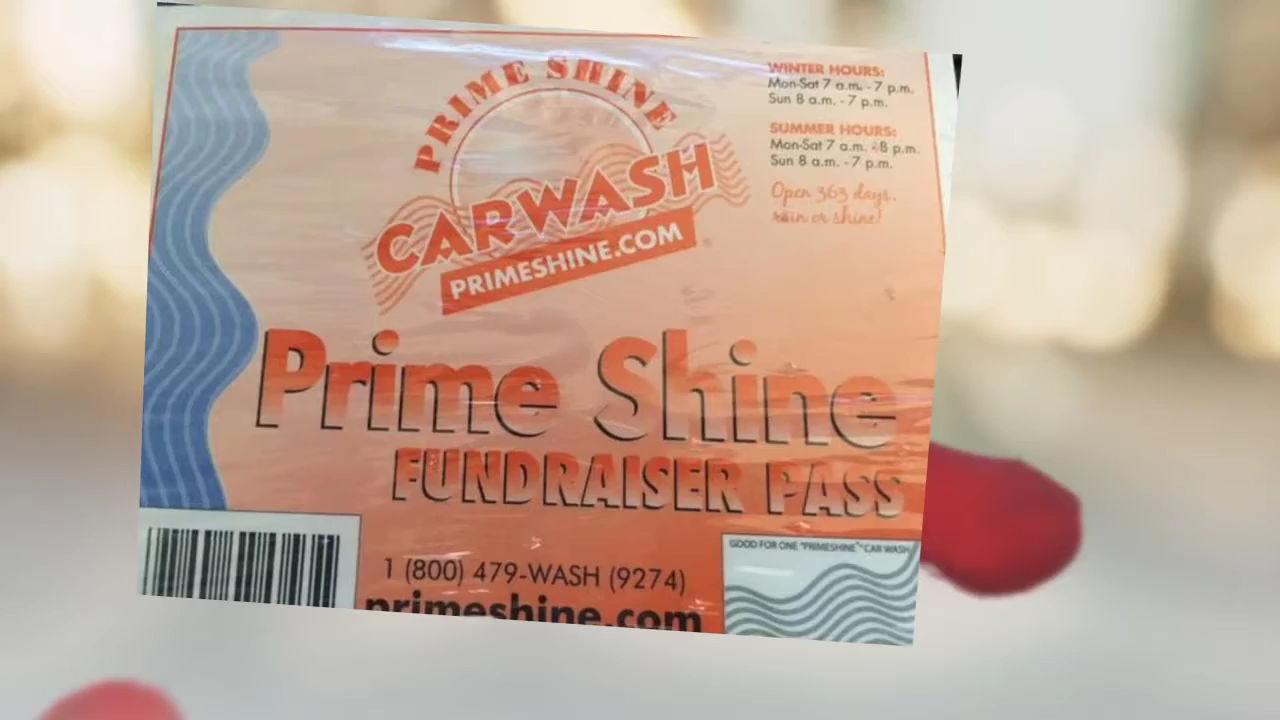 PRIME SHINE
CARWASH
PRIMESHINE.COM
WINTER HOURS:
Mon-Sat 7 a.m. - 7 p.m.
Sun 8 a.m. - 7 p.m.
SUMMER HOURS:
Mon-Sat 7 a.m. -8 p.m.
Sun 8 a.m. - 7 p.m.
Open 363 days,
rain or shine!
Prime Shine
FUNDRAISER PASS
1 (800) 479-WASH (9274)
primeshine.com
GOOD FOR ONE "PRIMESHINE" CAR WASH